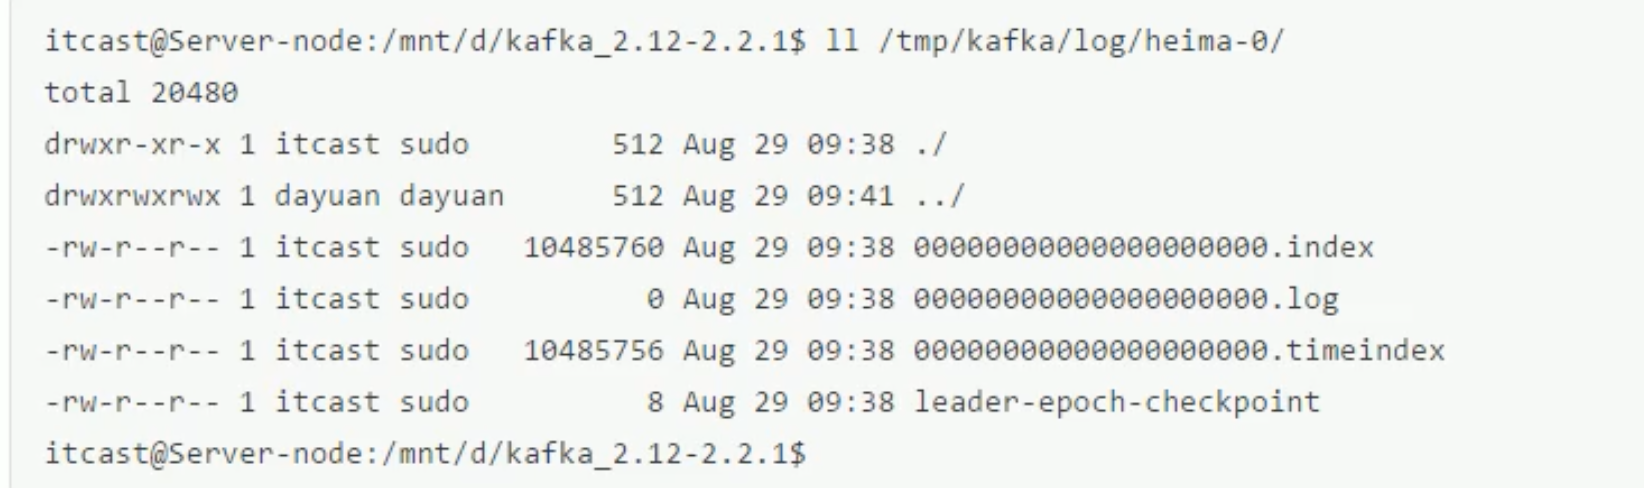 itcast@Server-node:/mnt/d/kafka_2.12-2.2.1$ ll /tmp/kafka/log/heima-0/
total 20480
drwxr-xr-x 1 itcast sudo 512 Aug 29 09:38 ./
drwxrwxrwx 1 dayuan dayuan 512 Aug 29 09:41 ../
-rw-r--r-- 1 itcast sudo 10485760 Aug 29 09:38 00000000000000000000.index
-rw-r--r-- 1 itcast sudo 0 Aug 29 09:38 00000000000000000000.log
-rw-r--r-- 1 itcast sudo 10485756 Aug 29 09:38 00000000000000000000.timeindex
-rw-r--r-- 1 itcast sudo 8 Aug 29 09:38 leader-epoch-checkpoint
itcast@Server-node:/mnt/d/kafka_2.12-2.2.1$